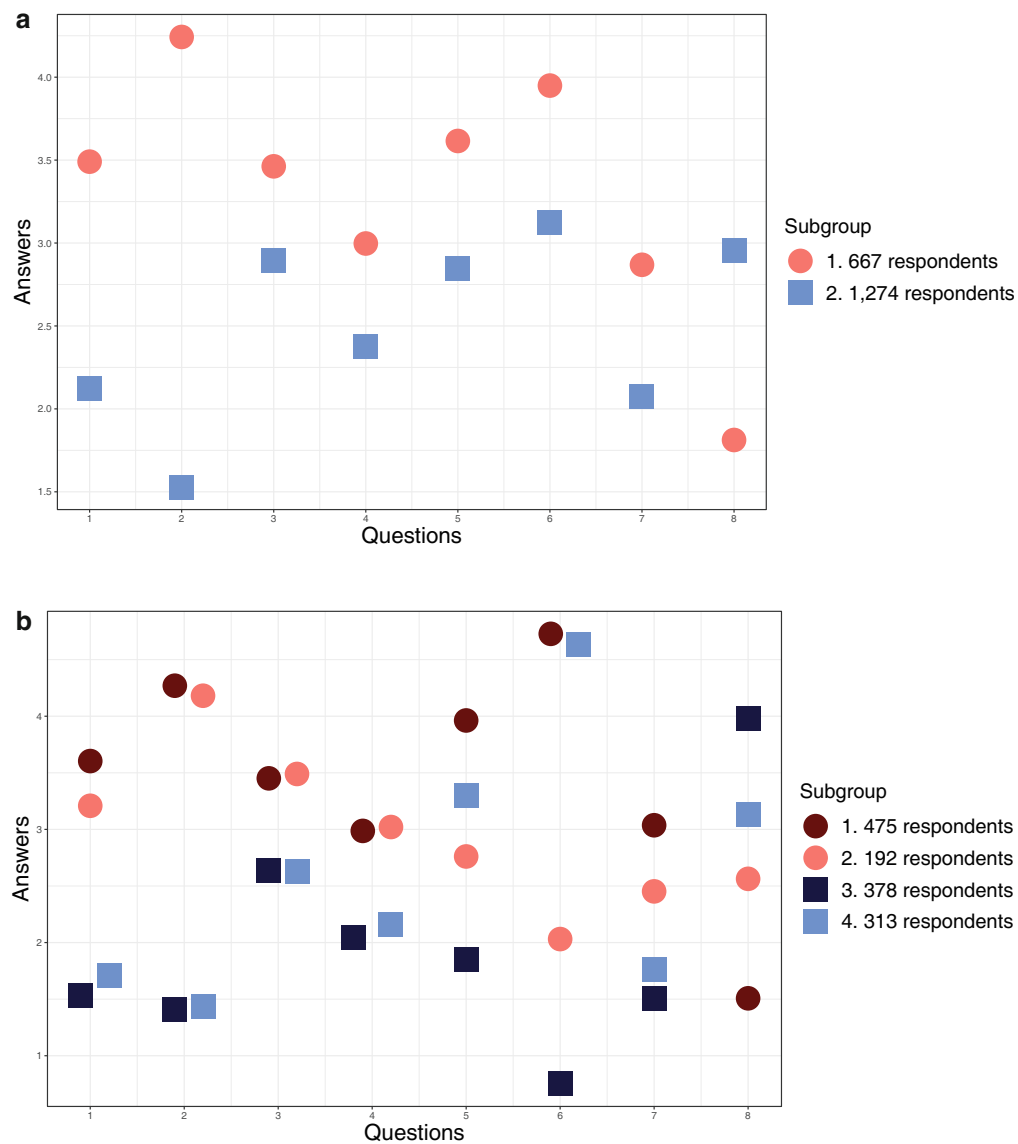 a
4.0
3.5
3.0
2.5
2.0
1.5
Answers
1 2 3 4 5 6 7 8
Questions
Subgroup
1. 667 respondents
2. 1,274 respondents
b
4
3
2
1
Answers
1 2 3 4 5 6 7 8
Questions
Subgroup
1. 475 respondents
2. 192 respondents
3. 378 respondents
4. 313 respondents